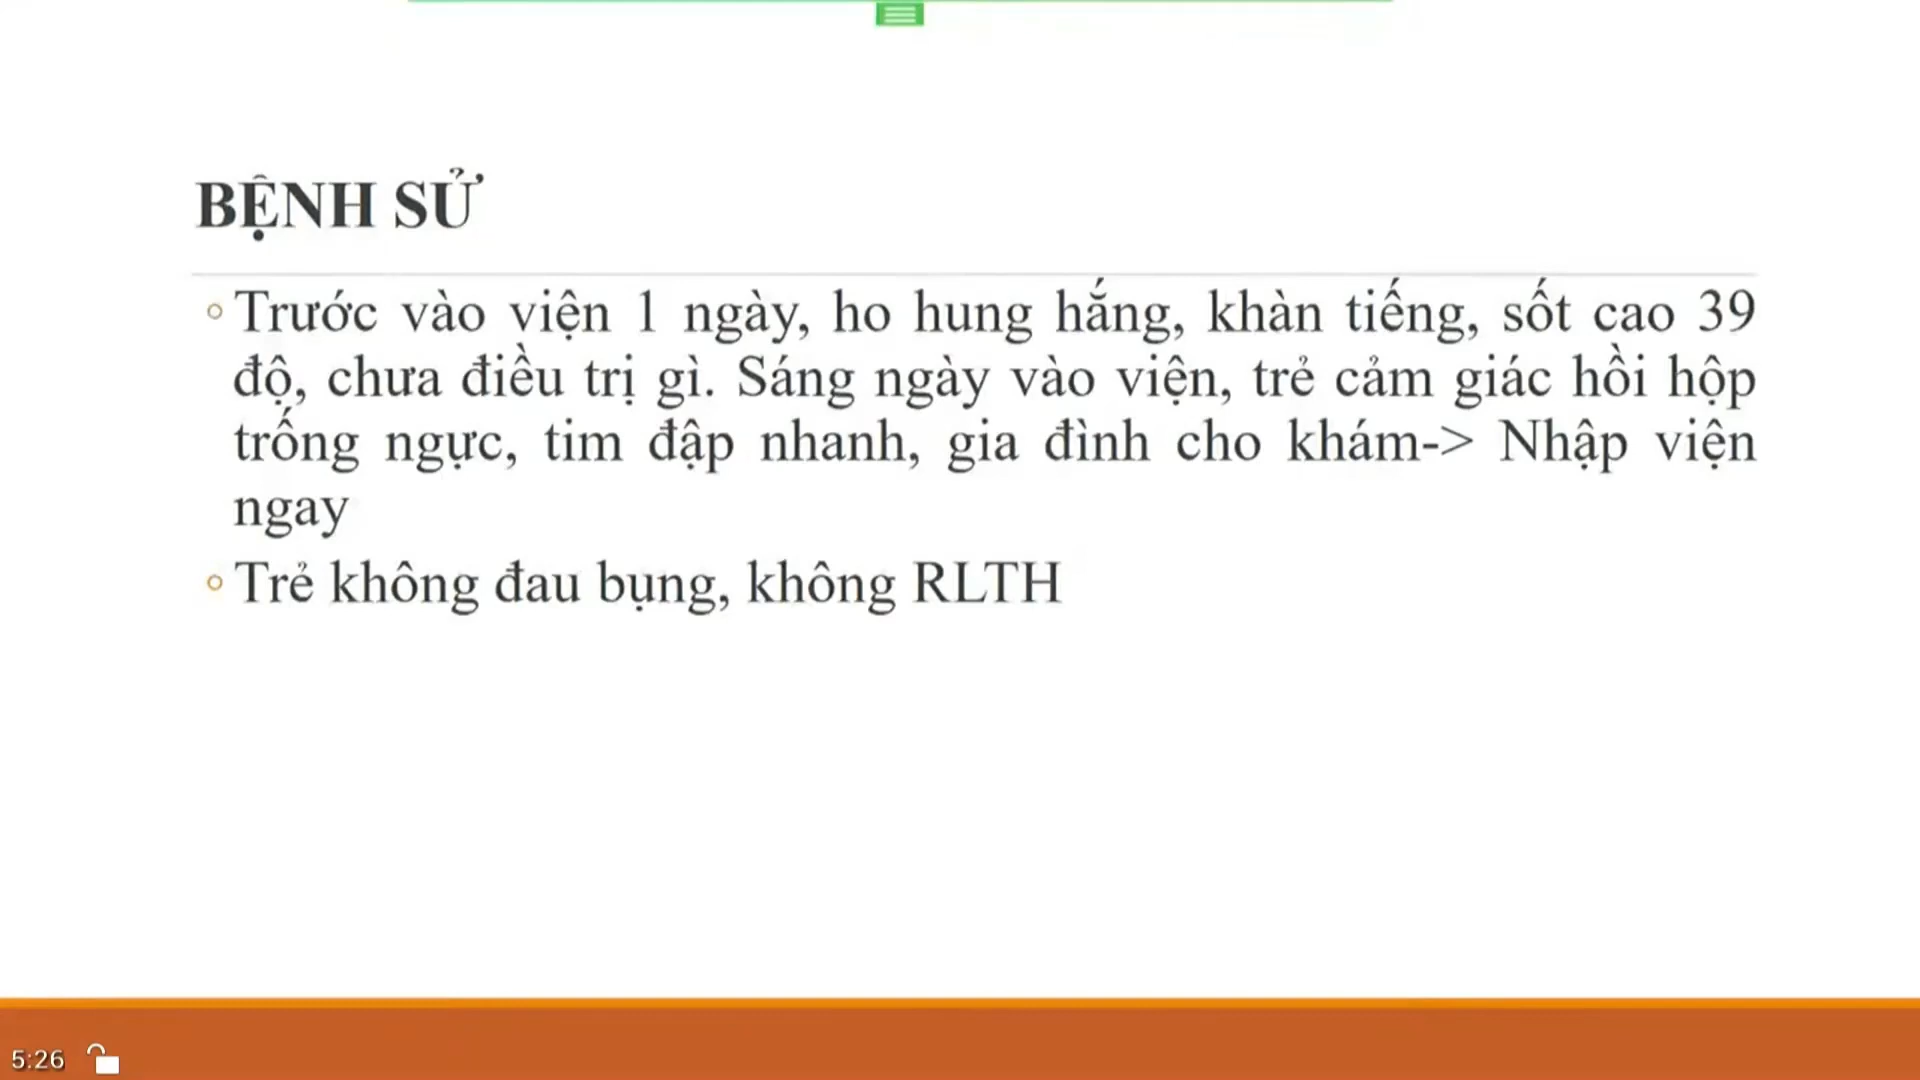 BỆNH SỬ
Trước vào viện 1 ngày, ho hung hắng, khàn tiếng, sốt cao 39
độ, chưa điều trị gì. Sáng ngày vào viện, trẻ cảm giác hồi hộp
trống ngực, tim đập nhanh, gia đình cho khám-> Nhập viện
ngay
Trẻ không đau bụng, không RLTH
5:26